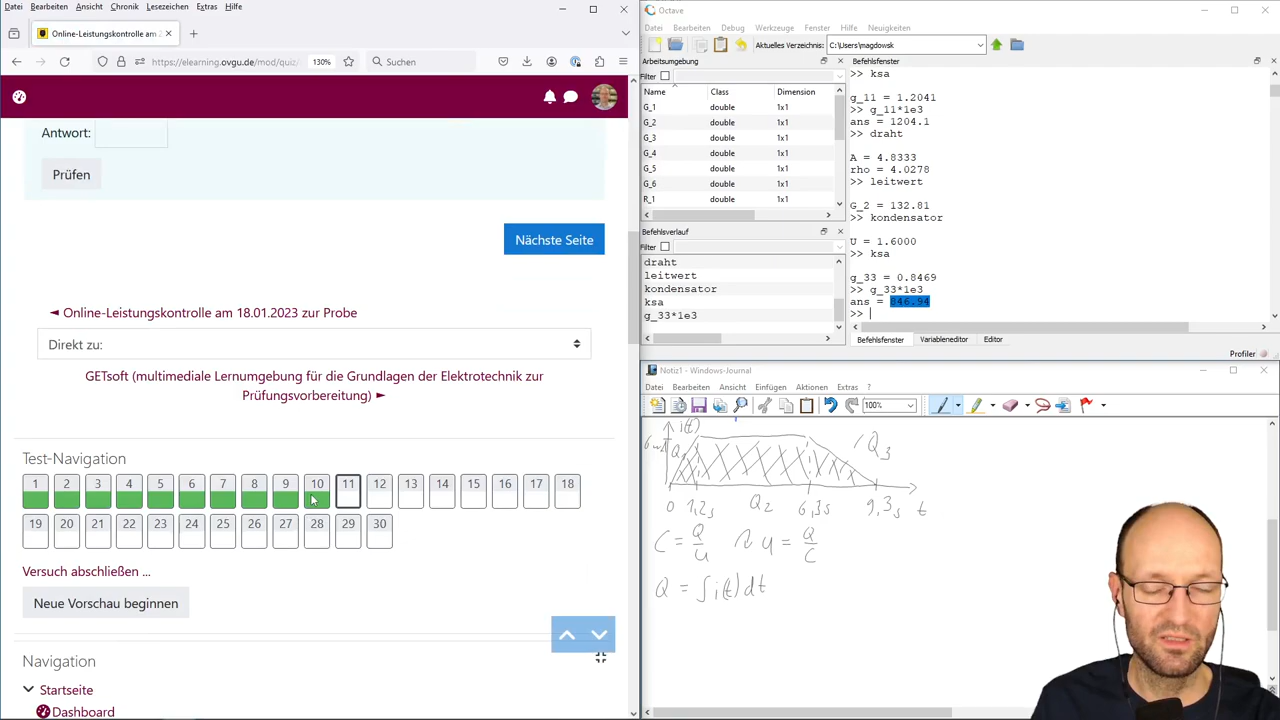 Datei Bearbeiten Ansicht Chronik Lesezeichen Extras Hilfe
Online-Leistungskontrolle am 2
https://elearning.ovgu.de/mod/quiz/
130%
Suchen
Antwort:
Prüfen
Nächste Seite
◄ Online-Leistungskontrolle am 18.01.2023 zur Probe
Direkt zu:
GETsoft (multimediale Lernumgebung für die Grundlagen der Elektrotechnik zur
Prüfungsvorbereitung) ►
Test-Navigation
1 2 3 4 5 6 7 8 9 10 11 12 13 14 15 16 17 18
19 20 21 22 23 24 25 26 27 28 29 30
Versuch abschließen ...
Neue Vorschau beginnen
Navigation
Startseite
Dashboard
Octave
Datei Bearbeiten Debug Werkzeuge Fenster Hilfe Neuigkeiten
Aktuelles Verzeichnis: C:\Users\magdowsk
Arbeitsumgebung
Filter
Name Class Dimension
G_1 double 1x1
G_2 double 1x1
G_3 double 1x1
G_4 double 1x1
G_5 double 1x1
G_6 double 1x1
R_1 double 1x1
Befehlsverlauf
Filter
draht
leitwert
kondensator
ksa
g_33*1e3
Befehlsfenster
>> ksa
g_11 = 1.2041
>> g_11*1e3
ans = 1204.1
>> draht
A = 4.8333
rho = 4.0278
>> leitwert
G_2 = 132.81
>> kondensator
U = 1.6000
>> ksa
g_33 = 0.8469
>> g_33*1e3
ans = 846.94
>>
Befehlsfenster Variableneditor Editor
Profiler
Notiz1 - Windows-Journal
Datei Bearbeiten Ansicht Einfügen Aktionen Extras ?
100%
i(t)
Q3
0 1,2s Q2 6,3s 9,3s t
C = Q/U ↷ U = Q/C
Q = ∫i(t)dt